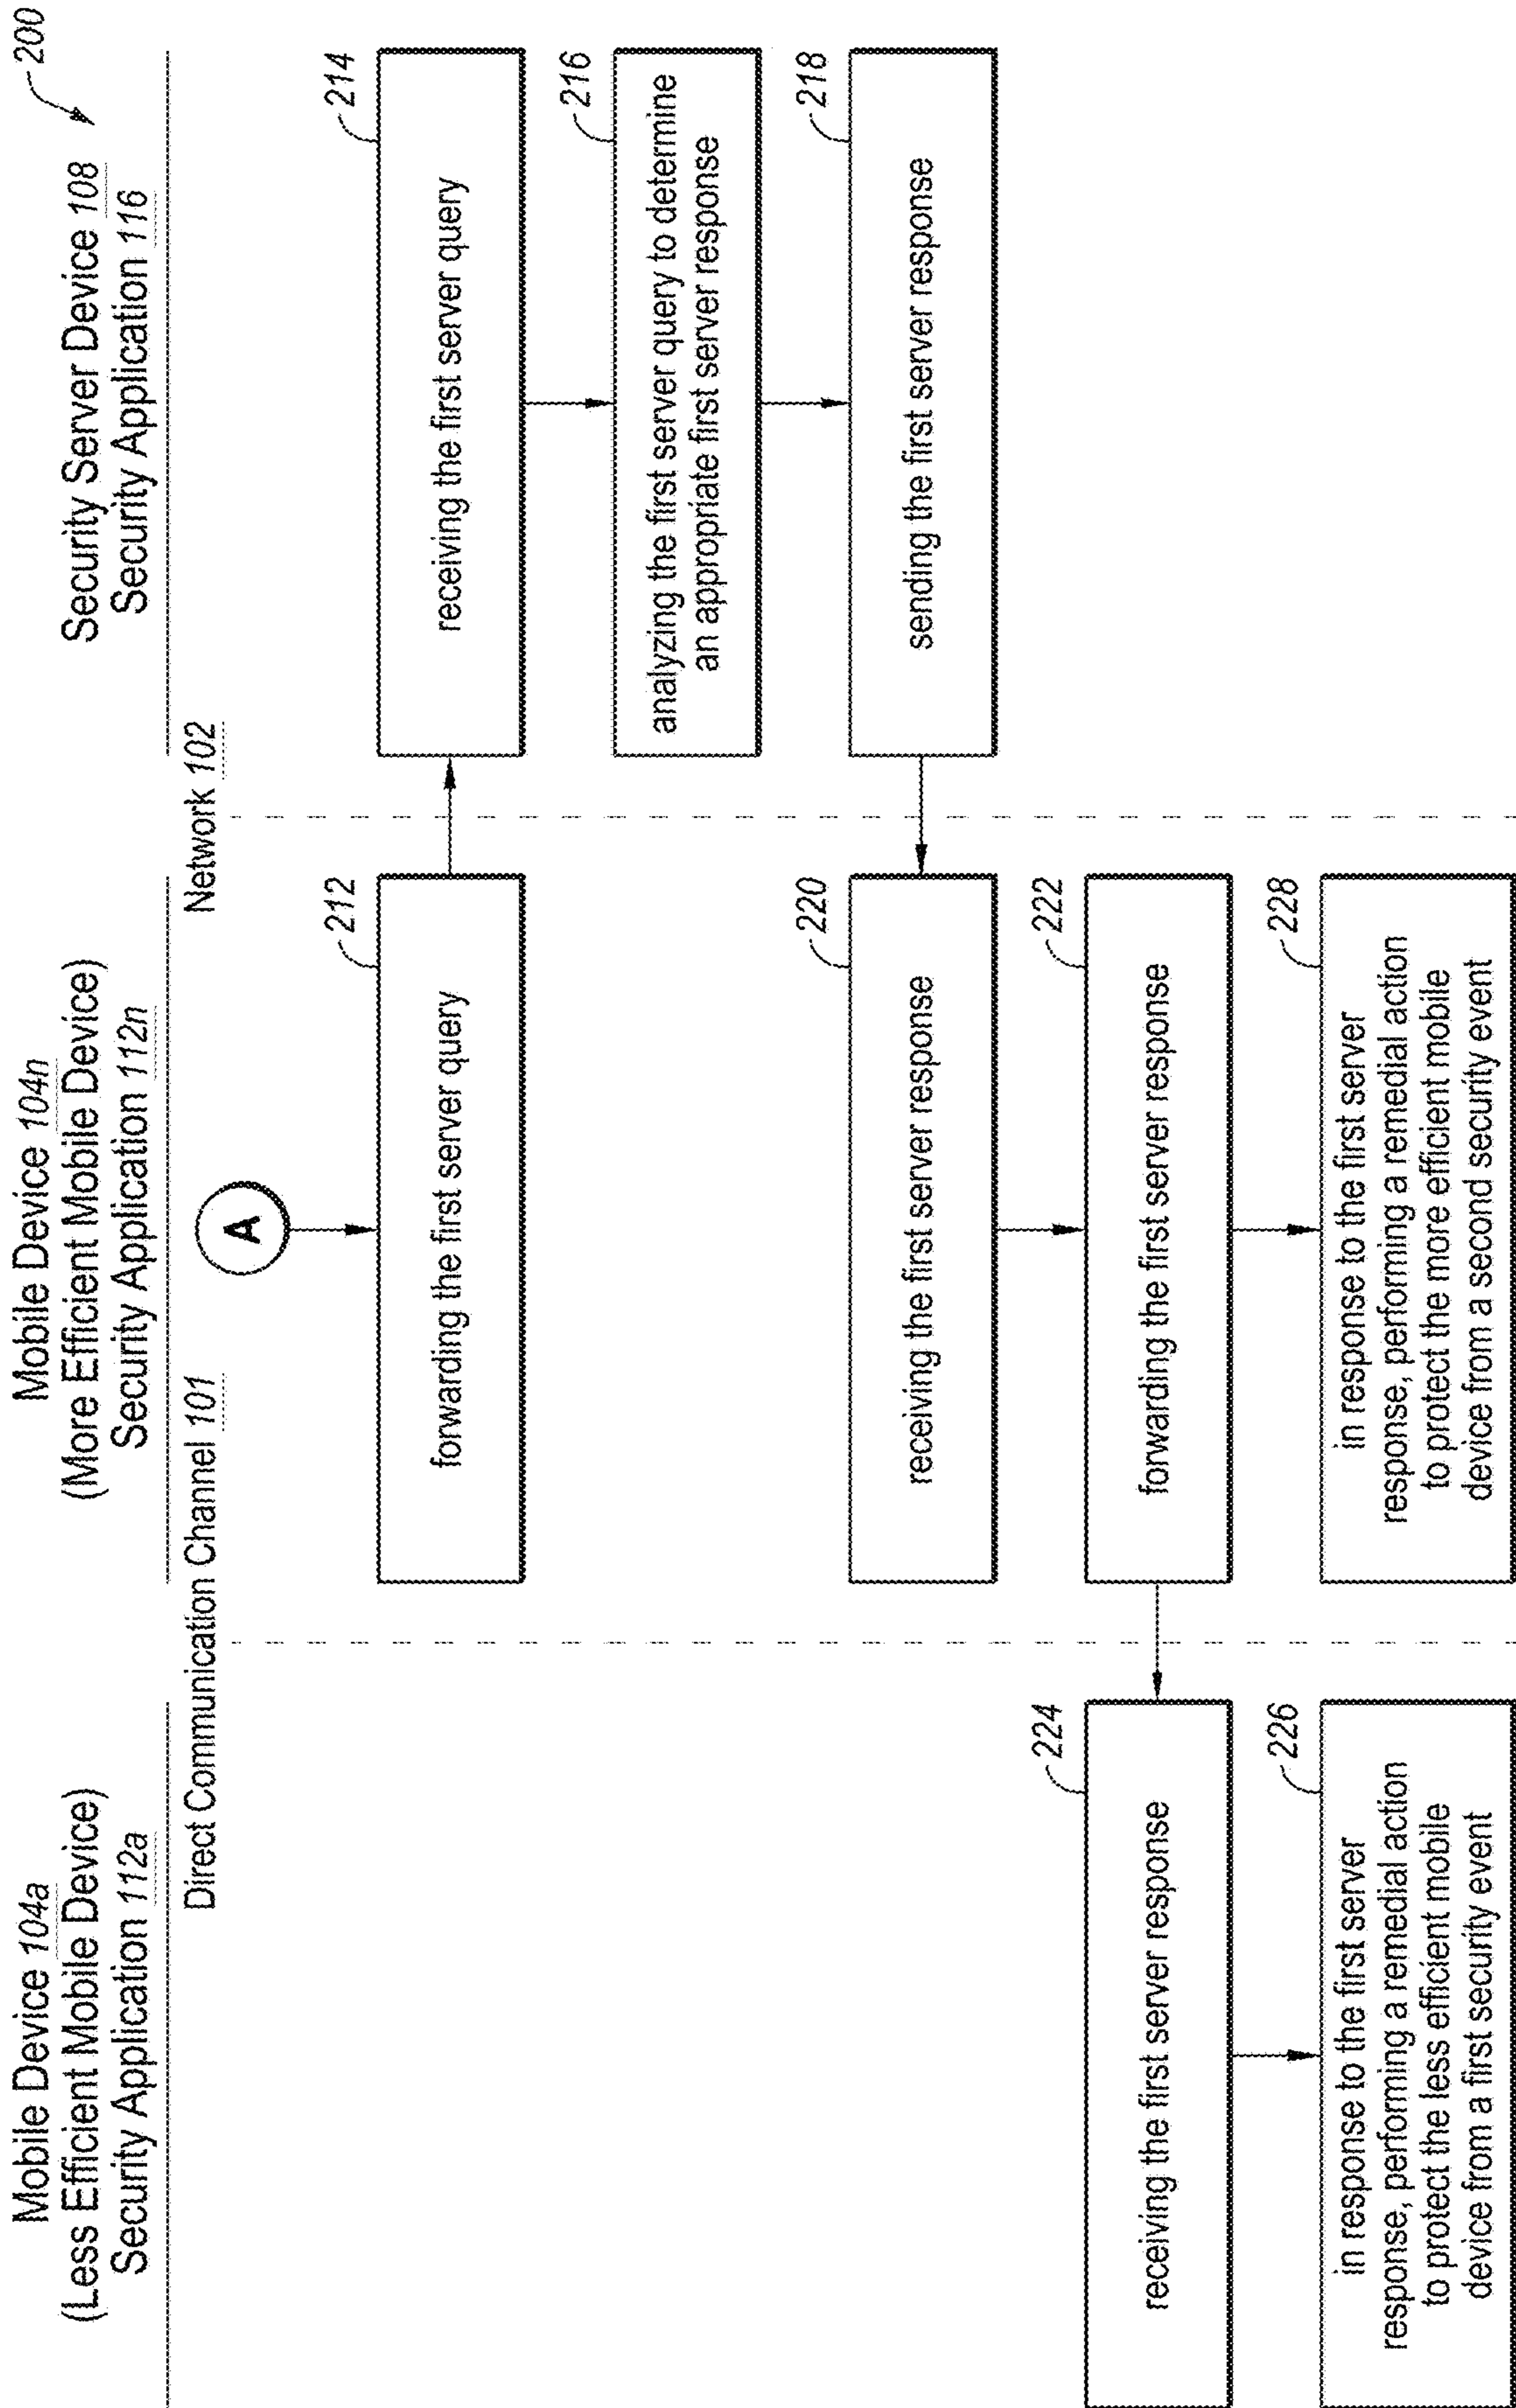 200
Mobile Device 104a
(Less Efficient Mobile Device)
Security Application 112a
Mobile Device 104n
(More Efficient Mobile Device)
Security Application 112n
Security Server Device 108
Security Application 116
Direct Communication Channel 101
Network 102
A
212
forwarding the first server query
214
receiving the first server query
216
analyzing the first server query to determine
an appropriate first server response
218
sending the first server response
220
receiving the first server response
222
forwarding the first server response
224
receiving the first server response
226
in response to the first server
response, performing a remedial action
to protect the less efficient mobile
device from a first security event
228
in response to the first server
response, performing a remedial action
to protect the more efficient mobile
device from a second security event